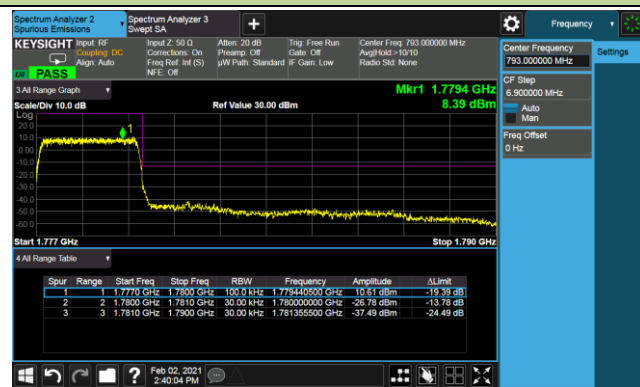 Spectrum Analyzer 2
Spurious Emissions
Spectrum Analyzer 3
Swept SA
+
Frequency
KEYSIGHT
Input: RF
Coupling: DC
Align: Auto
Input Z: 50 Ω
Corrections: On
Freq Ref: Int (S)
NFE: Off
Atten: 20 dB
Preamp: Off
µW Path: Standard
Trig: Free Run
Gate: Off
IF Gain: Low
Center Freq: 793.000000 MHz
Avg|Hold:>10/10
Radio Std: None
PASS
Center Frequency
793.000000 MHz
Settings
CF Step
6.900000 MHz
Auto
Man
Freq Offset
0 Hz
3 All Range Graph
Mkr1 1.7794 GHz
Scale/Div 10.0 dB
Ref Value 30.00 dBm
8.39 dBm
Log
20.0
10.0
0.00
-10.0
-20.0
-30.0
-40.0
-50.0
-60.0
1
Start 1.777 GHz
Stop 1.790 GHz
4 All Range Table
Spur Range Start Freq Stop Freq RBW Frequency Amplitude ΔLimit
1 1 1.7770 GHz 1.7800 GHz 100.0 kHz 1.779440500 GHz 10.61 dBm -19.39 dB
2 2 1.7800 GHz 1.7810 GHz 30.00 kHz 1.780000000 GHz -26.78 dBm -13.78 dB
3 3 1.7810 GHz 1.7900 GHz 30.00 kHz 1.781355500 GHz -37.49 dBm -24.49 dB
?
Feb 02, 2021
2:40:04 PM